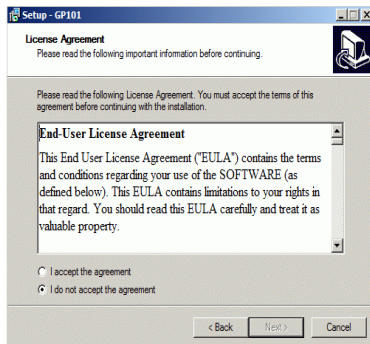 Setup - GP101
License Agreement
Please read the following important information before continuing.
Please read the following License Agreement. You must accept the terms of this
agreement before continuing with the installation.
End-User License Agreement
This End User License Agreement ("EULA") contains the terms
and conditions regarding your use of the SOFTWARE (as
defined below). This EULA contains limitations to your rights in
that regard. You should read this EULA carefully and treat it as
valuable property.
I accept the agreement
I do not accept the agreement
< Back Next > Cancel